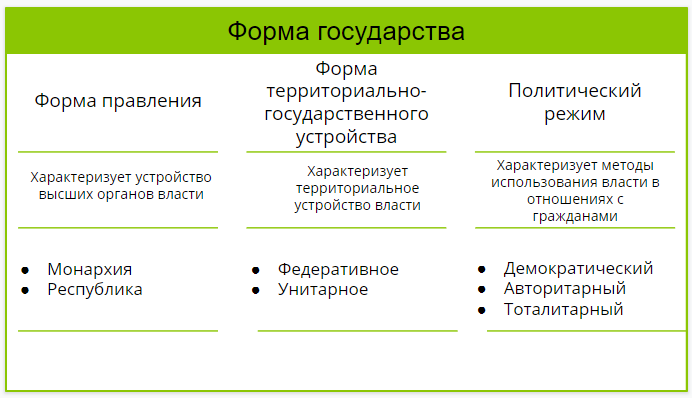 Форма государства
Форма правления
Форма
территориально-
государственного
устройства
Политический
режим
Характеризует устройство
высших органов власти
Характеризует
территориальное
устройство власти
Характеризует методы
использования власти в
отношениях с
гражданами
● Монархия
● Республика
● Федеративное
● Унитарное
● Демократический
● Авторитарный
● Тоталитарный